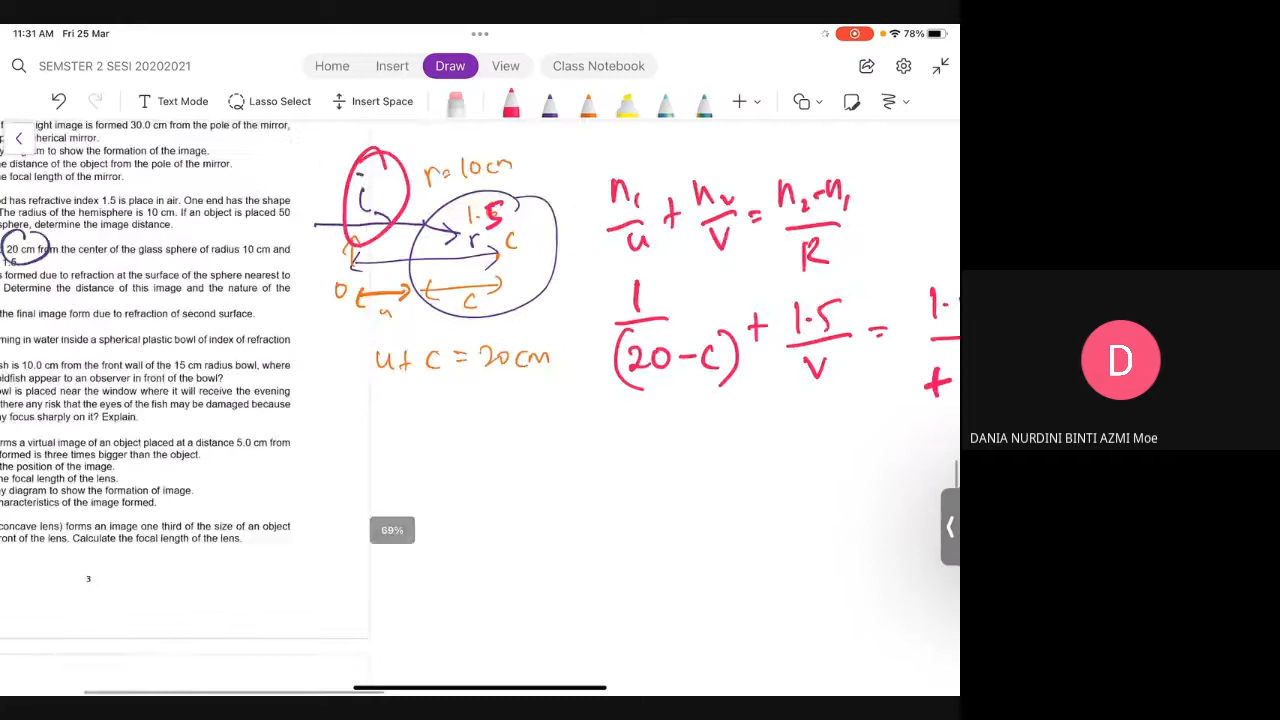 11:31 AM Fri 25 Mar
78%
SEMSTER 2 SESI 20202021
Home Insert Draw View Class Notebook
Text Mode Lasso Select Insert Space
ight image is formed 30.0 cm from the pole of the mirror,
herical mirror.
gram to show the formation of the image.
e distance of the object from the pole of the mirror.
e focal length of the mirror.
od has refractive index 1.5 is place in air. One end has the shape
The radius of the hemisphere is 10 cm. If an object is placed 50
sphere, determine the image distance.
20 cm from the center of the glass sphere of radius 10 cm and
1.5.
s formed due to refraction at the surface of the sphere nearest to
Determine the distance of this image and the nature of the
the final image form due to refraction of second surface.
ming in water inside a spherical plastic bowl of index of refraction
sh is 10.0 cm from the front wall of the 15 cm radius bowl, where
oldfish appear to an observer in front of the bowl?
owl is placed near the window where it will receive the evening
there any risk that the eyes of the fish may be damaged because
y focus sharply on it? Explain.
rms a virtual image of an object placed at a distance 5.0 cm from
formed is three times bigger than the object.
the position of the image.
e focal length of the lens.
y diagram to show the formation of image.
haracteristics of the image formed.
concave lens) forms an image one third of the size of an object
ront of the lens. Calculate the focal length of the lens.
3
r = 10 cm
1.5
r
C
O
u
C
u + C = 20 cm
n1/u + n2/v = n2-n1/R
1/(20-C) + 1.5/v = 1.
+
69%
D
DANIA NURDINI BINTI AZMI Moe